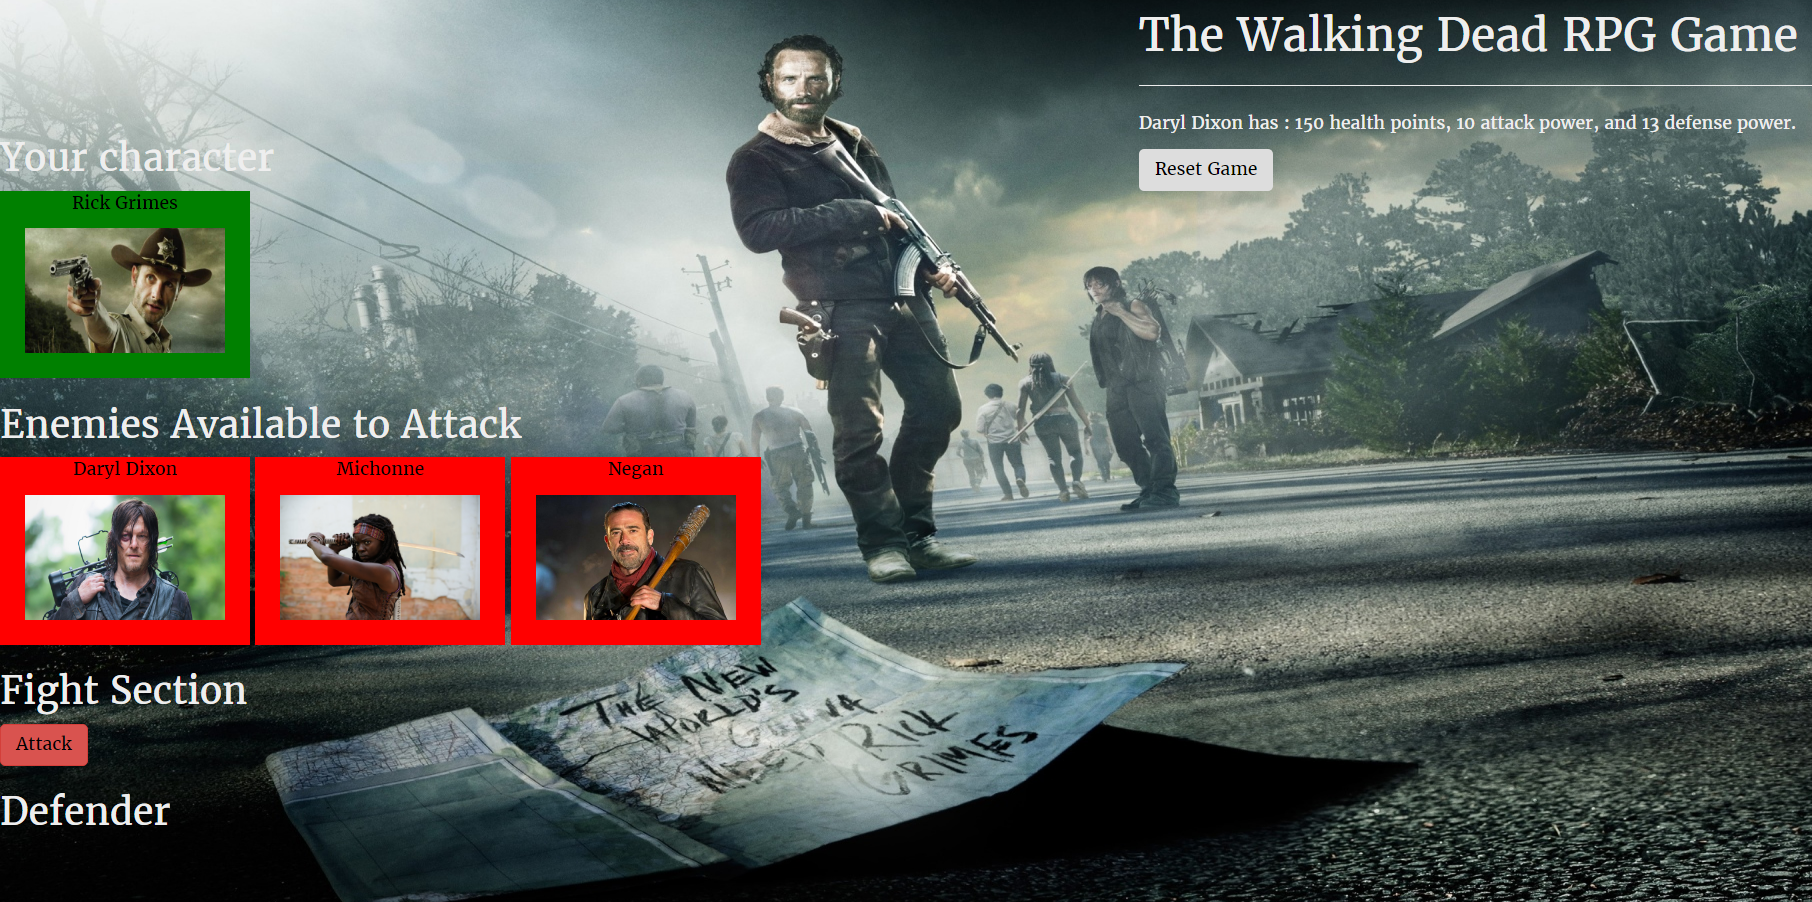 The Walking Dead RPG Game
Daryl Dixon has : 150 health points, 10 attack power, and 13 defense power.
Reset Game
Your character
Rick Grimes
Enemies Available to Attack
Daryl Dixon
Michonne
Negan
Fight Section
Attack
Defender
THE NEW
WORLD'S
GONNA
NEED RICK
GRIMES